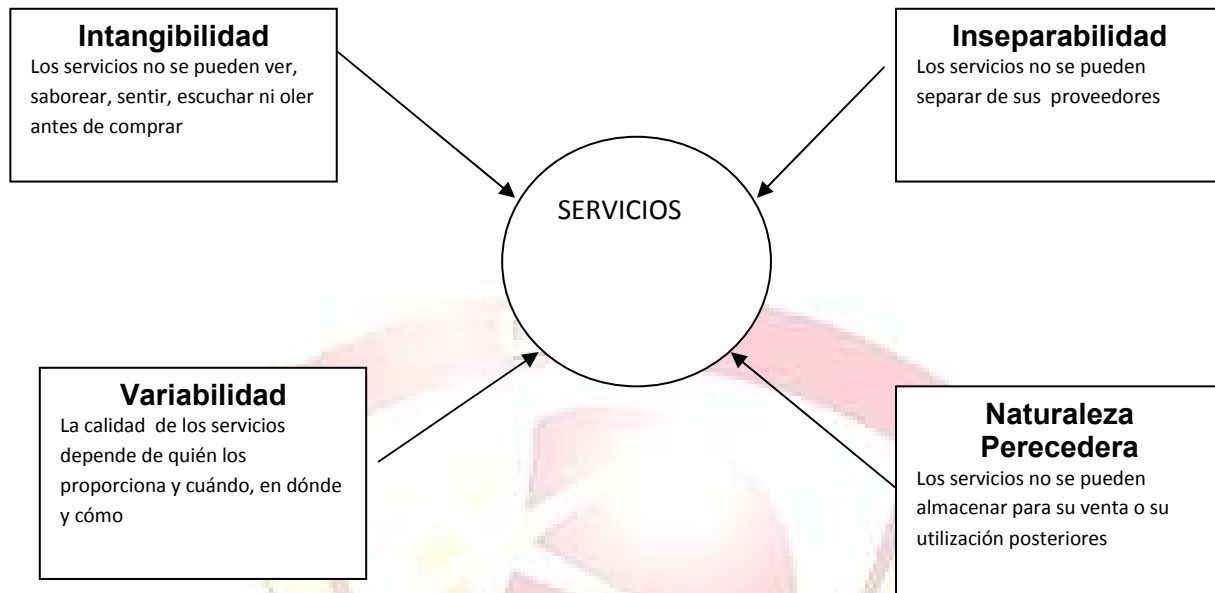 Intangibilidad
Los servicios no se pueden ver,
saborear, sentir, escuchar ni oler
antes de comprar
Inseparabilidad
Los servicios no se pueden
separar de sus proveedores
SERVICIOS
Variabilidad
La calidad de los servicios
depende de quién los
proporciona y cuándo, en dónde
y cómo
Naturaleza
Perecedera
Los servicios no se pueden
almacenar para su venta o su
utilización posteriores